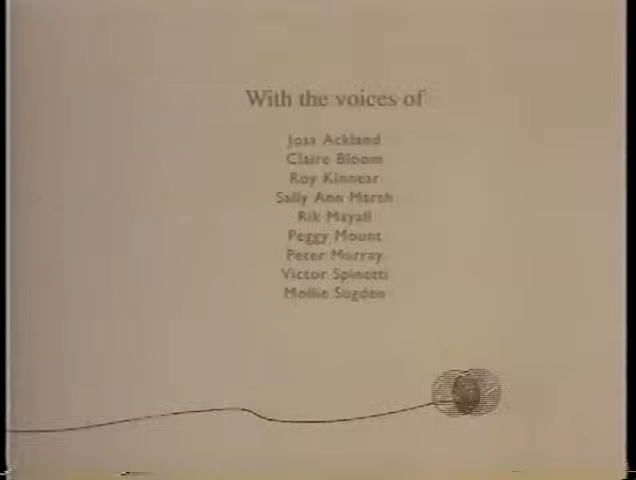 With the voices of
Joss Ackland
Claire Bloom
Roy Kinnear
Sally Ann Marsh
Rik Mayall
Peggy Mount
Peter Murray
Victor Spinetti
Mollie Sugden